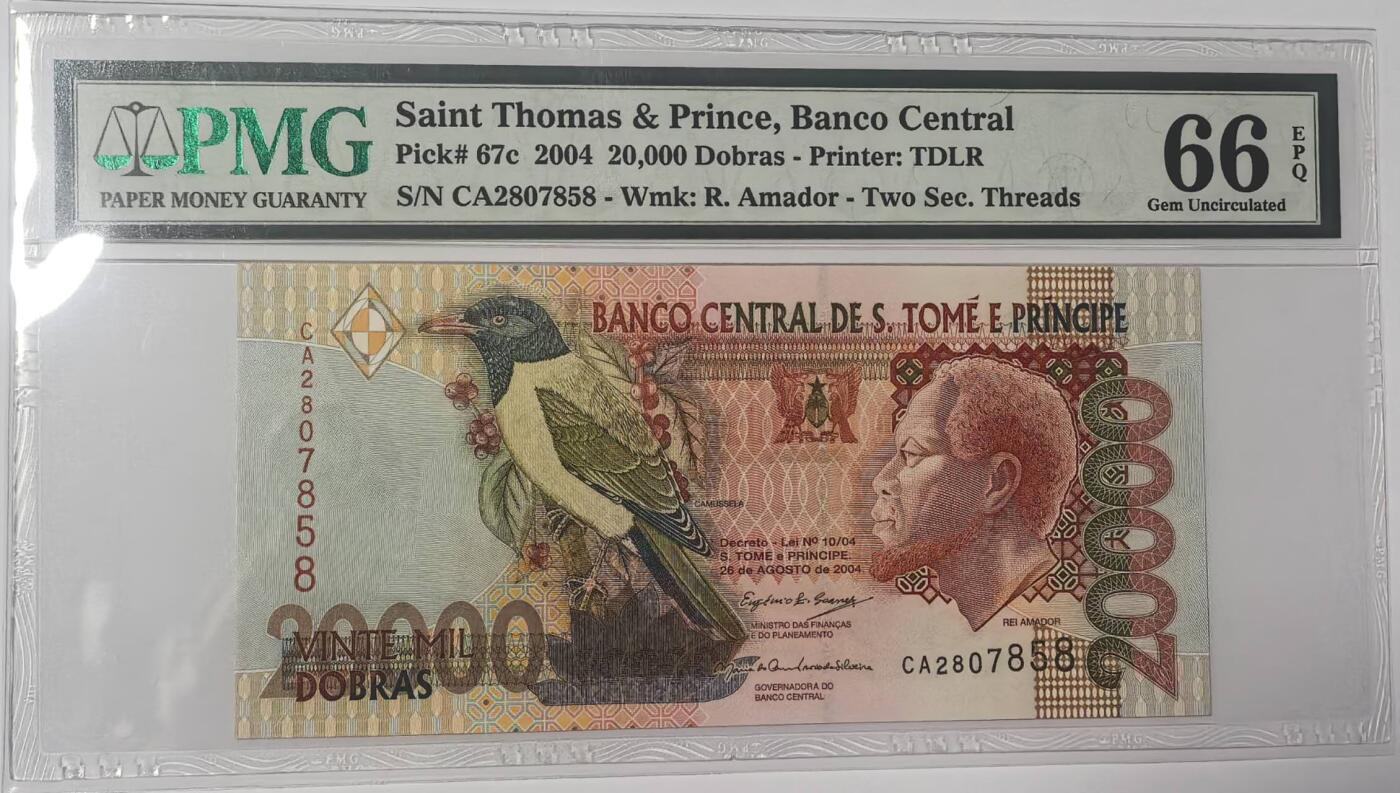 PMG
PAPER MONEY GUARANTY
Saint Thomas & Prince, Banco Central
Pick# 67c 2004 20,000 Dobras - Printer: TDLR
S/N CA2807858 - Wmk: R. Amador - Two Sec. Threads
66
EPQ
Gem Uncirculated
BANCO CENTRAL DE S. TOMÉ E PRÍNCIPE
CA2807858
CAMUSSELA
Decreto - Lei Nº 10/04
S. TOMÉ e PRÍNCIPE.
26 de AGOSTO de 2004
MINISTRO DAS FINANÇAS
E DO PLANEAMENTO
GOVERNADORA DO
BANCO CENTRAL
REI AMADOR
CA2807858
20000
20000
VINTE MIL
DOBRAS